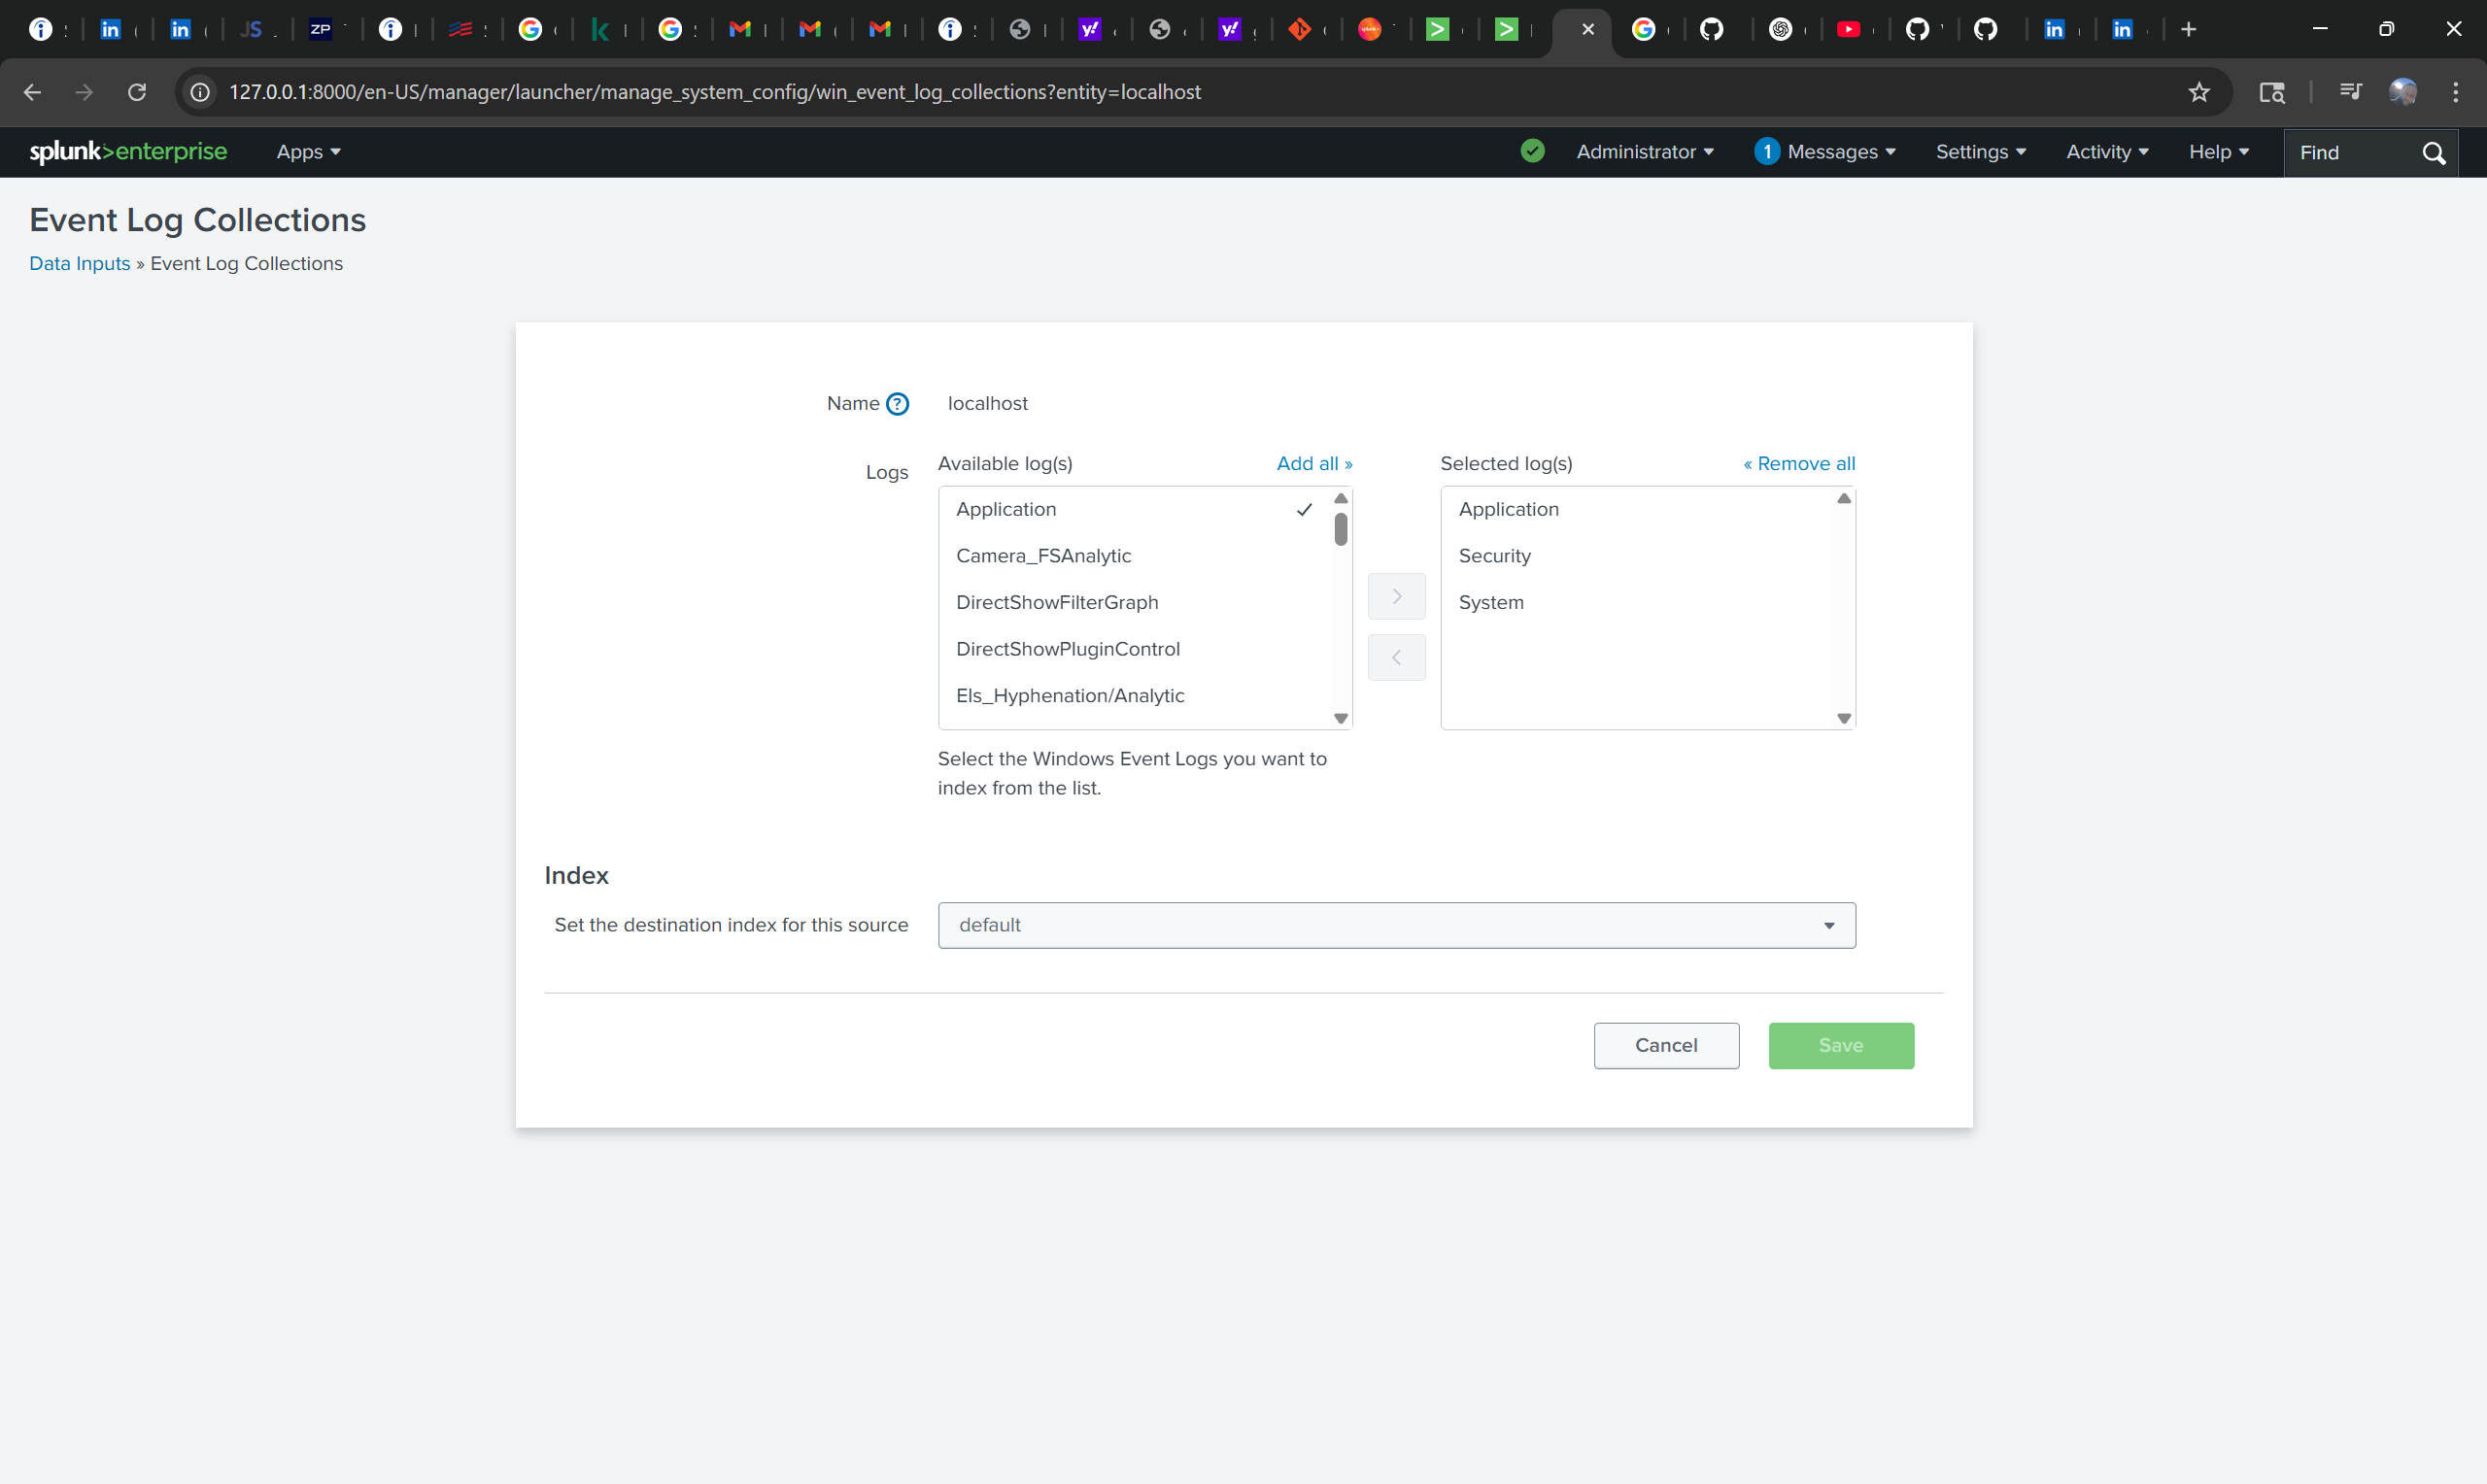 127.0.0.1:8000/en-US/manager/launcher/manage_system_config/win_event_log_collections?entity=localhost
splunk>enterprise Apps Administrator 1 Messages Settings Activity Help Find
Event Log Collections
Data Inputs » Event Log Collections
Name ? localhost
Logs
Available log(s) Add all »
Application
Camera_FSAnalytic
DirectShowFilterGraph
DirectShowPluginControl
Els_Hyphenation/Analytic
Selected log(s) « Remove all
Application
Security
System
Select the Windows Event Logs you want to
index from the list.
Index
Set the destination index for this source default
Cancel Save